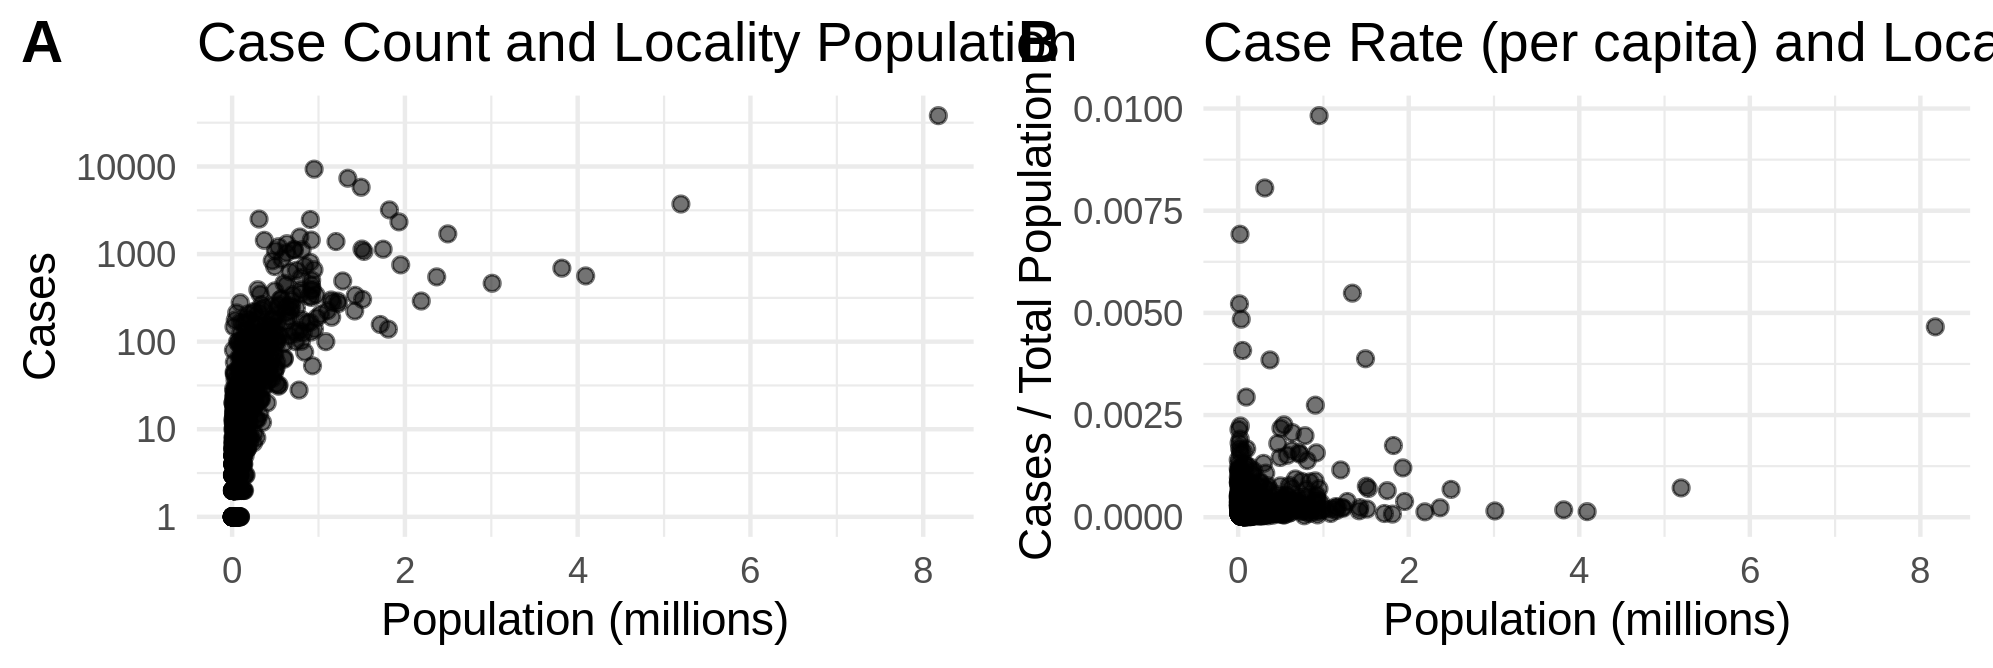 A
Case Count and Locality Population
10000
1000
100
10
1
Cases
0 2 4 6 8
Population (millions)
B
Case Rate (per capita) and Loca
0.0100
0.0075
0.0050
0.0025
0.0000
Cases / Total Population
0 2 4 6 8
Population (millions)